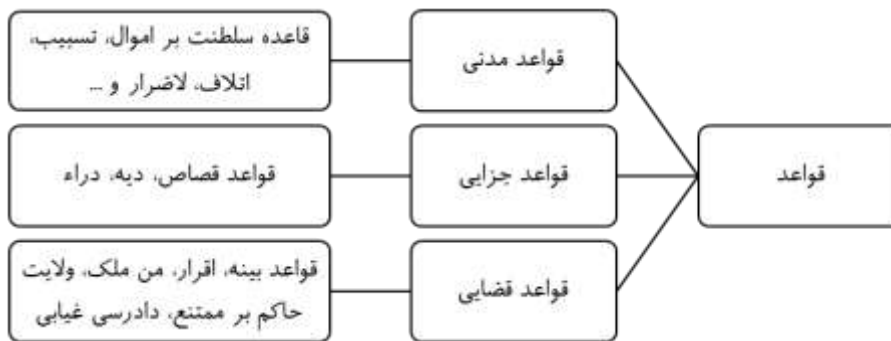 قواعد
قواعد مدنی
قاعده سلطنت بر اموال، تسبیب،
اتلاف، لاضرار و ...
قواعد جزایی
قواعد قصاص، دیه، دراء
قواعد قضایی
قواعد بینه، اقرار، من ملک، ولایت
حاکم بر ممتنع، دادرسی غیابی